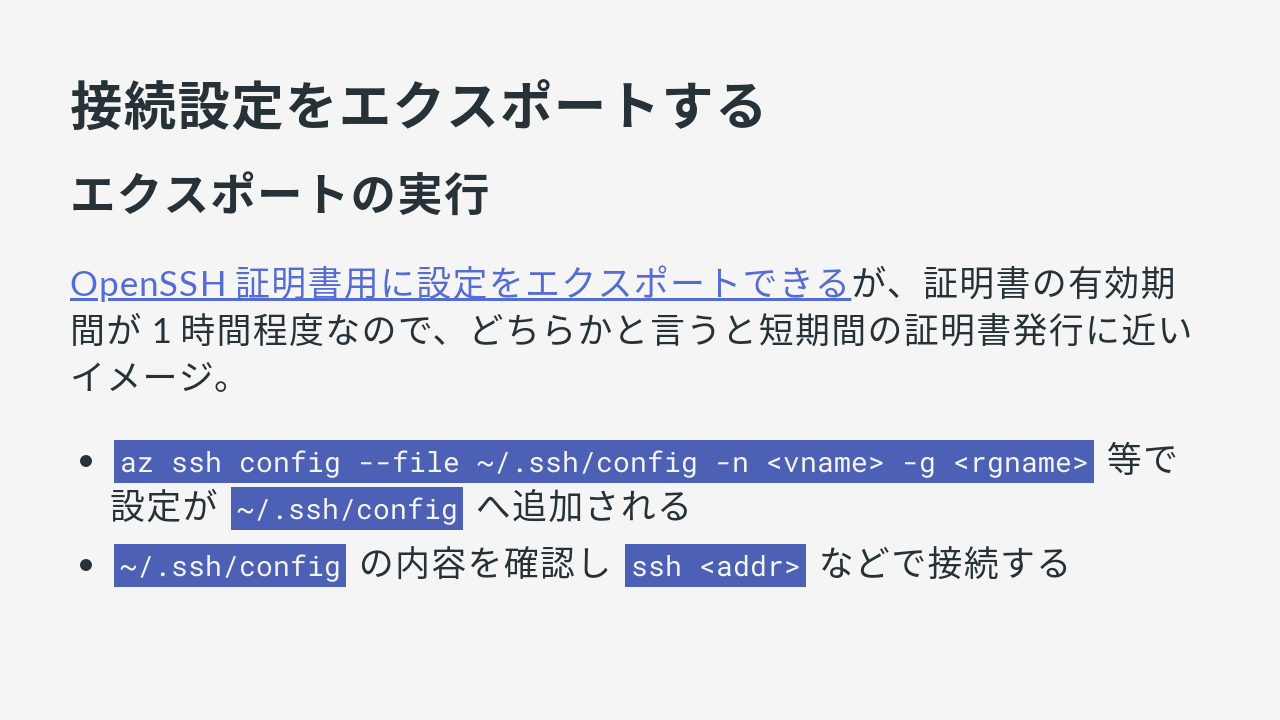 接続設定をエクスポートする
エクスポートの実行
OpenSSH 証明書用に設定をエクスポートできるが、証明書の有効期
間が 1 時間程度なので、どちらかと言うと短期間の証明書発行に近い
イメージ。
• az ssh config --file ~/.ssh/config -n <vname> -g <rgname> 等で
設定が ~/.ssh/config へ追加される
• ~/.ssh/config の内容を確認し ssh <addr> などで接続する